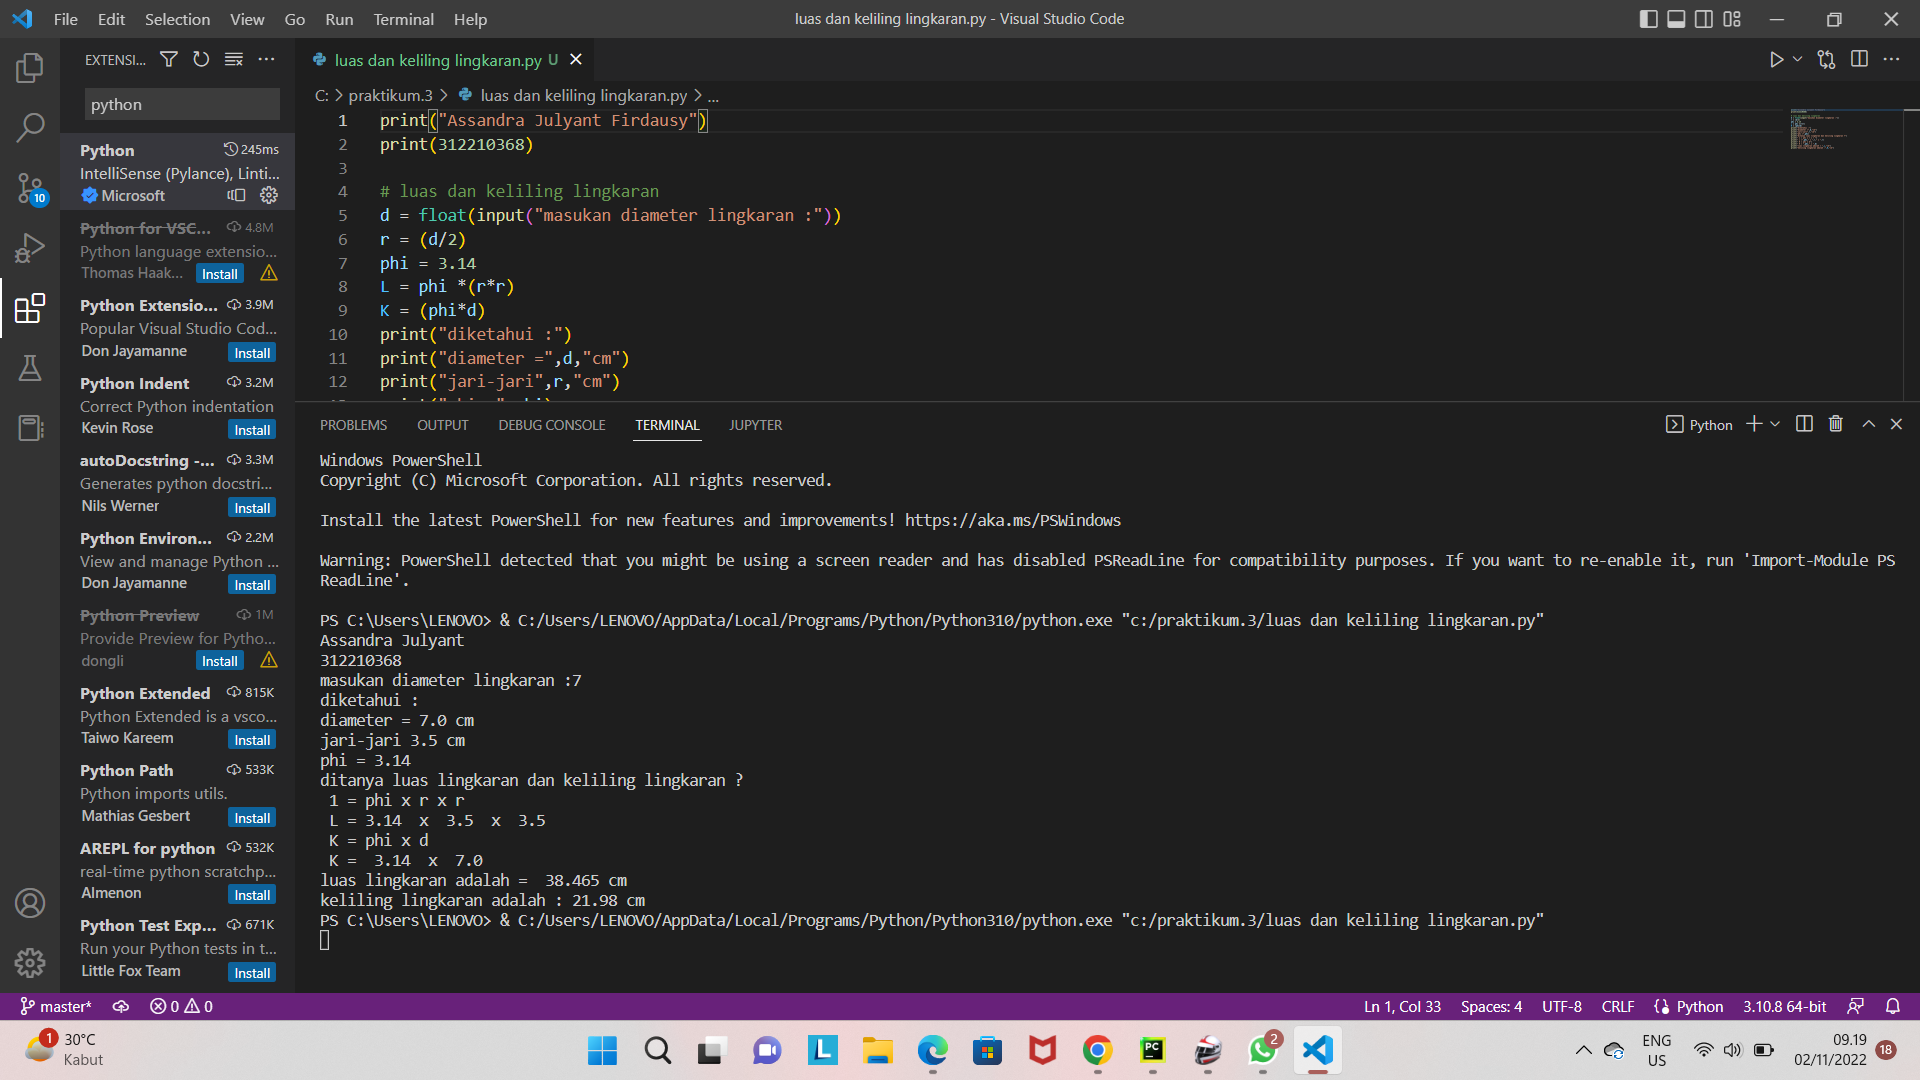 File Edit Selection View Go Run Terminal Help
luas dan keliling lingkaran.py - Visual Studio Code
EXTENSI...
python
Python 245ms
IntelliSense (Pylance), Linti...
Microsoft
Python for VSC... 4.8M
Python language extensio...
Thomas Haak... Install
Python Extensio... 3.9M
Popular Visual Studio Cod...
Don Jayamanne Install
Python Indent 3.2M
Correct Python indentation
Kevin Rose Install
autoDocstring -... 3.3M
Generates python docstri...
Nils Werner Install
Python Environ... 2.2M
View and manage Python ...
Don Jayamanne Install
Python Preview 1M
Provide Preview for Pytho...
dongli Install
Python Extended 815K
Python Extended is a vsco...
Taiwo Kareem Install
Python Path 533K
Python imports utils.
Mathias Gesbert Install
AREPL for python 532K
real-time python scratchp...
Almenon Install
Python Test Exp... 671K
Run your Python tests in t...
Little Fox Team Install
10
luas dan keliling lingkaran.py U
C: > praktikum.3 > luas dan keliling lingkaran.py > ...
1 print("Assandra Julyant Firdausy")
2 print(312210368)
3
4 # luas dan keliling lingkaran
5 d = float(input("masukan diameter lingkaran :"))
6 r = (d/2)
7 phi = 3.14
8 L = phi *(r*r)
9 K = (phi*d)
10 print("diketahui :")
11 print("diameter =",d,"cm")
12 print("jari-jari",r,"cm")
PROBLEMS OUTPUT DEBUG CONSOLE TERMINAL JUPYTER
Python
Windows PowerShell
Copyright (C) Microsoft Corporation. All rights reserved.
Install the latest PowerShell for new features and improvements! https://aka.ms/PSWindows
Warning: PowerShell detected that you might be using a screen reader and has disabled PSReadLine for compatibility purposes. If you want to re-enable it, run 'Import-Module PS
ReadLine'.
PS C:\Users\LENOVO> & C:/Users/LENOVO/AppData/Local/Programs/Python/Python310/python.exe "c:/praktikum.3/luas dan keliling lingkaran.py"
Assandra Julyant
312210368
masukan diameter lingkaran :7
diketahui :
diameter = 7.0 cm
jari-jari 3.5 cm
phi = 3.14
ditanya luas lingkaran dan keliling lingkaran ?
1 = phi x r x r
L = 3.14 x 3.5 x 3.5
K = phi x d
K = 3.14 x 7.0
luas lingkaran adalah = 38.465 cm
keliling lingkaran adalah : 21.98 cm
PS C:\Users\LENOVO> & C:/Users/LENOVO/AppData/Local/Programs/Python/Python310/python.exe "c:/praktikum.3/luas dan keliling lingkaran.py"
master* 0 0
Ln 1, Col 33 Spaces: 4 UTF-8 CRLF Python 3.10.8 64-bit
1
30°C
Kabut
L
PC
2
ENG
US
09.19
02/11/2022
18